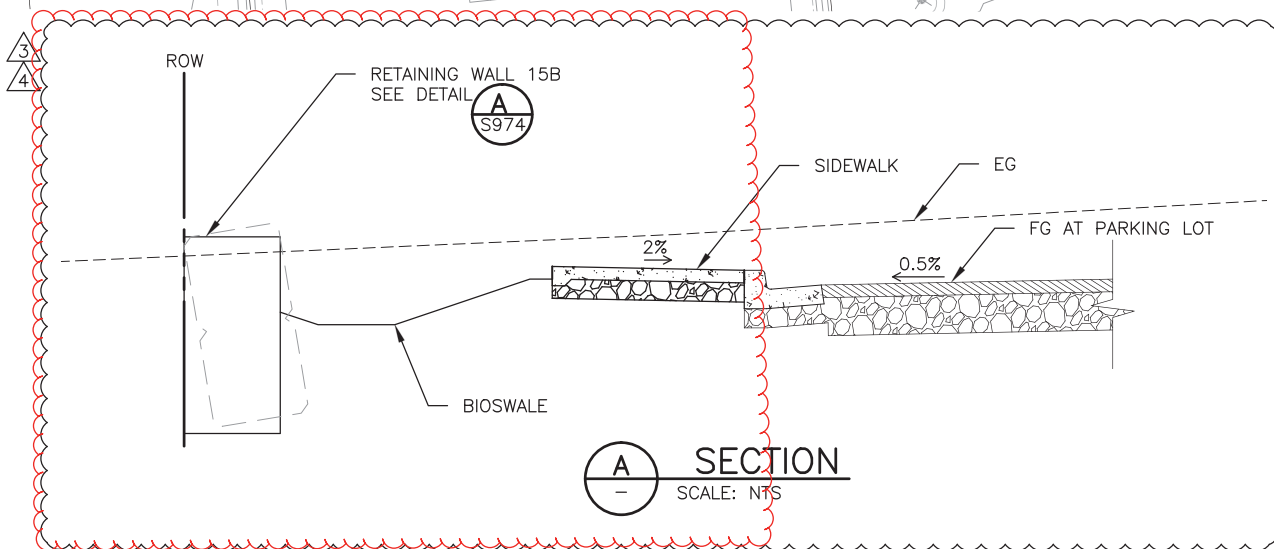 3
4
ROW
RETAINING WALL 15B
SEE DETAIL
A
S974
SIDEWALK
EG
FG AT PARKING LOT
2%
0.5%
BIOSWALE
A
-
SECTION
SCALE: NTS